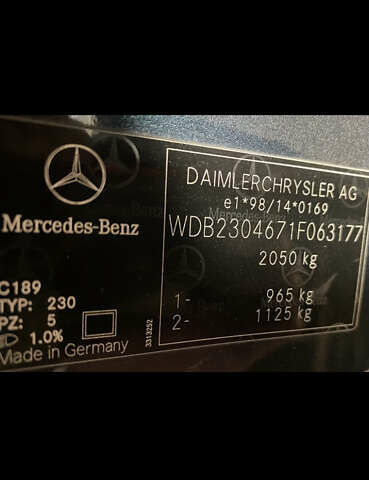 DAIMLERCHRYSLER AG
e1*98/14*0169
WDB2304671F063177
2050 kg
1- 965 kg
2- 1125 kg
Mercedes-Benz
C189
TYP: 230
PZ: 5
1.0%
Made in Germany
3313252